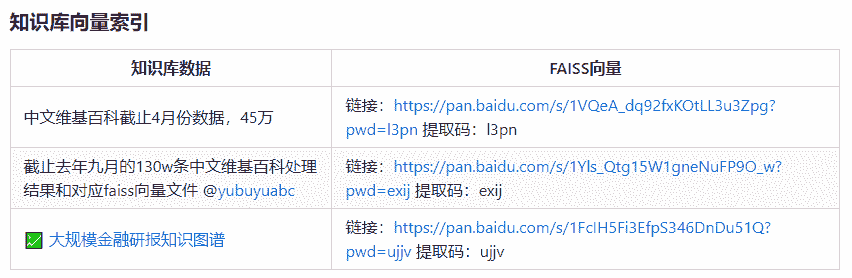 知识库向量索引
知识库数据
FAISS向量
中文维基百科截止4月份数据，45万
链接：https://pan.baidu.com/s/1VQeA_dq92fxKOtLL3u3Zpg?
pwd=l3pn 提取码：l3pn
截止去年九月的130w条中文维基百科处理
结果和对应faiss向量文件 @yubuyuabc
链接：https://pan.baidu.com/s/1Yls_Qtg15W1gneNuFP9O_w?
pwd=exij 提取码：exij
大规模金融研报知识图谱
链接：https://pan.baidu.com/s/1FcIH5Fi3EfpS346DnDu51Q?
pwd=ujjv 提取码：ujjv